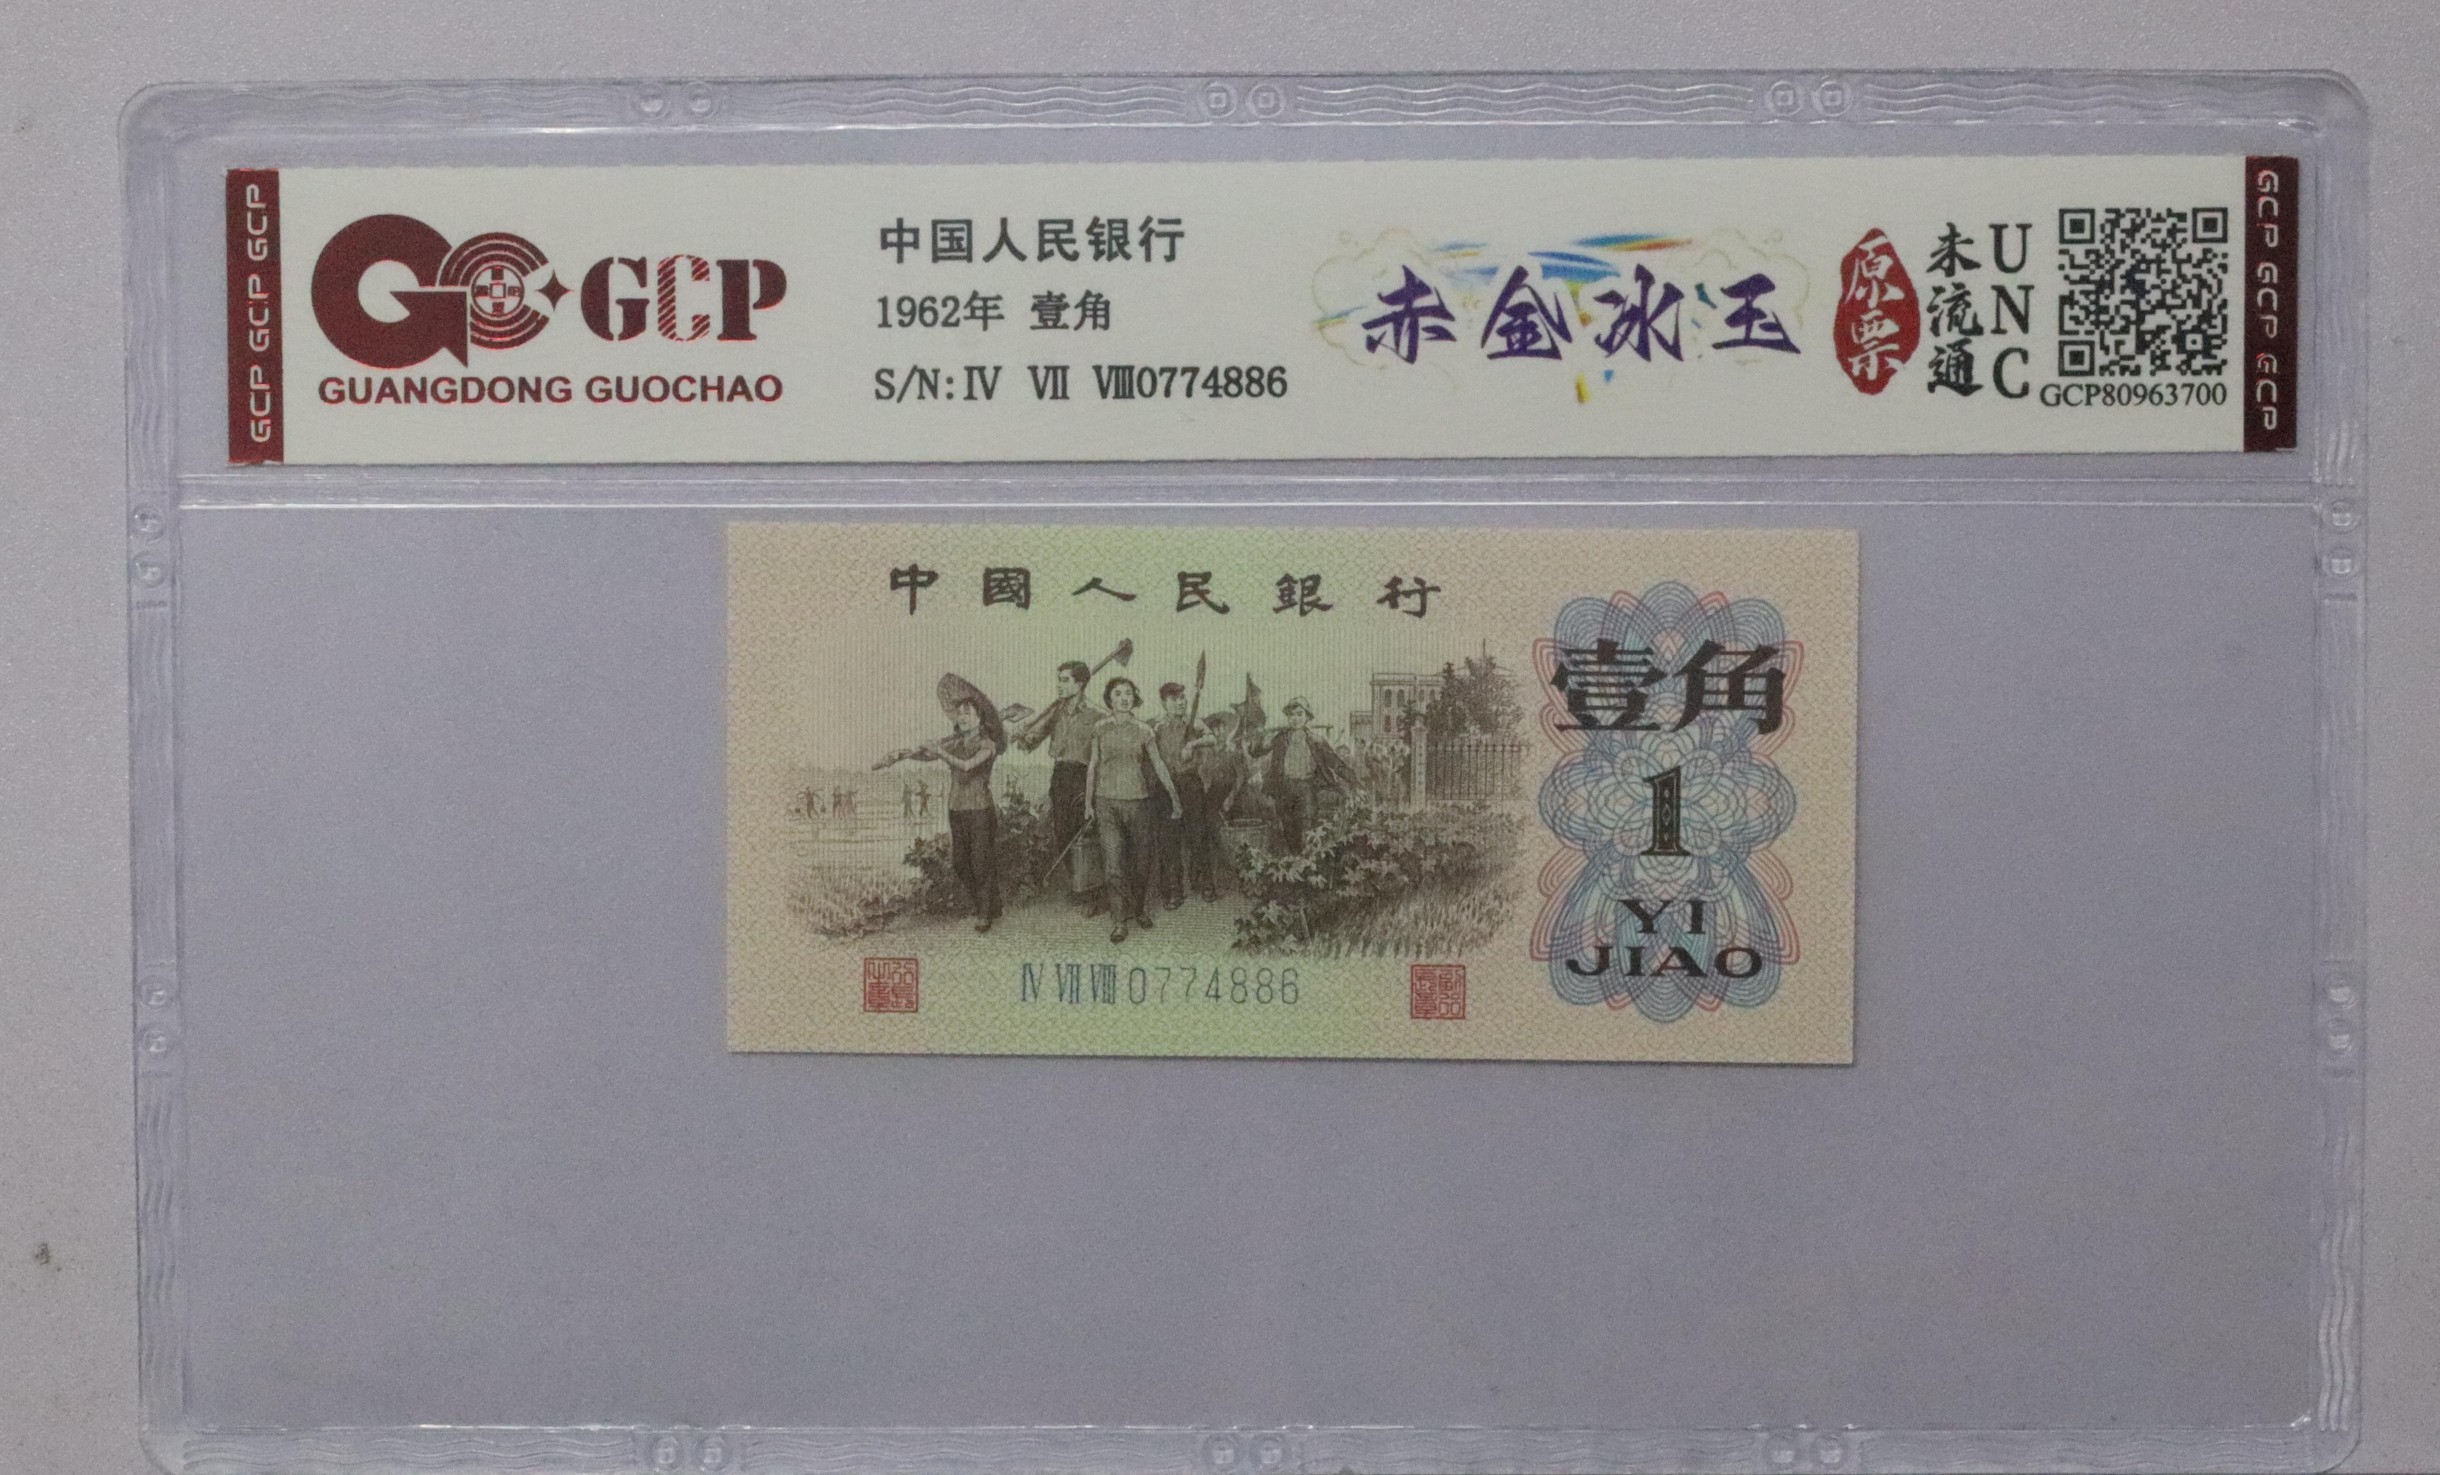 GCP GCP GCP
GCP
GUANGDONG GUOCHAO
中国人民银行
1962年 壹角
S/N:Ⅳ Ⅶ Ⅷ0774886
赤金冰玉
原票
未流通
UNC
GCP80963700
GCP GCP GCP
中國人民銀行
壹角
1
YI
JIAO
Ⅳ Ⅶ Ⅷ 0774886